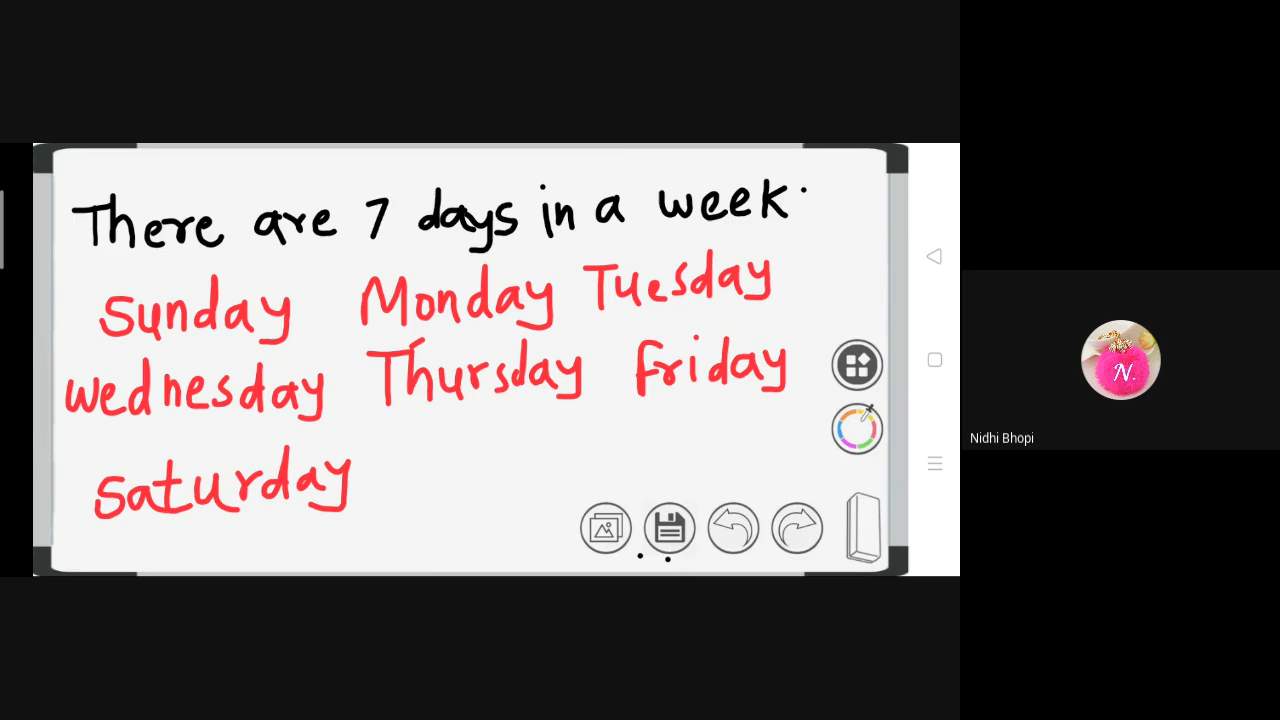 There are 7 days in a week.
Sunday Monday Tuesday
Wednesday Thursday Friday
Saturday
N.
Nidhi Bhopi